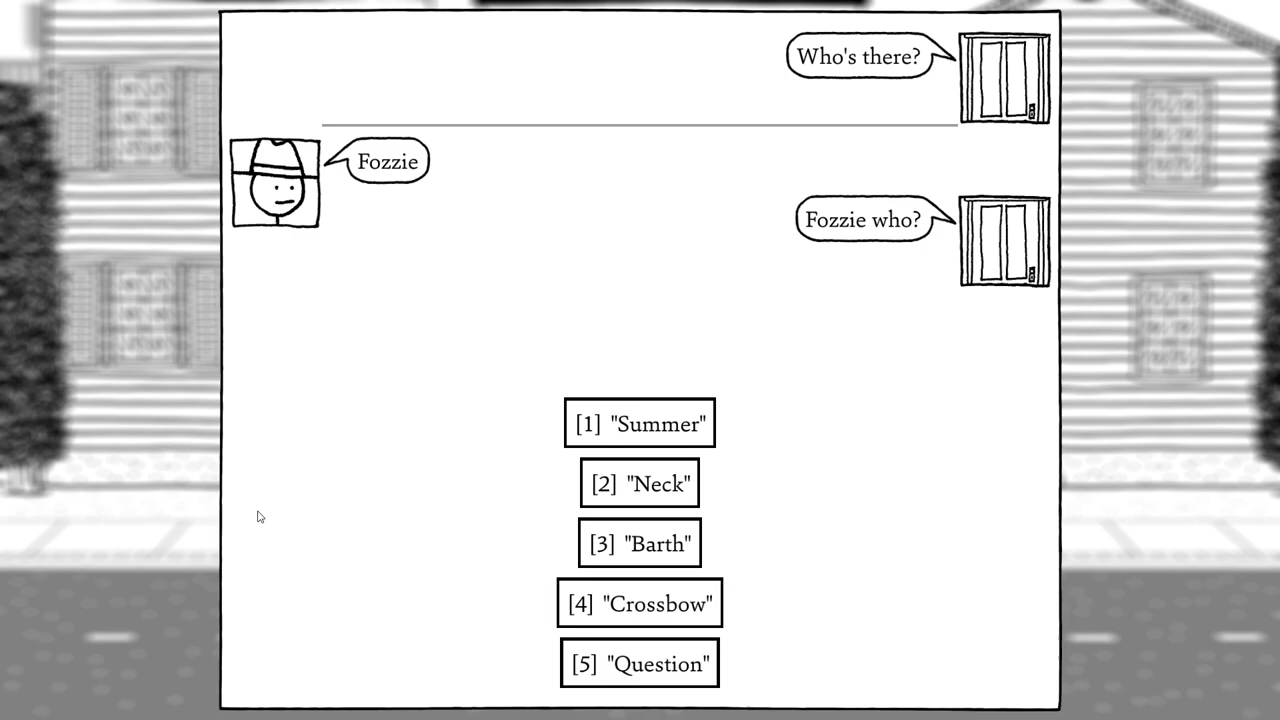 Who's there?
Fozzie
Fozzie who?
[1] "Summer"
[2] "Neck"
[3] "Barth"
[4] "Crossbow"
[5] "Question"